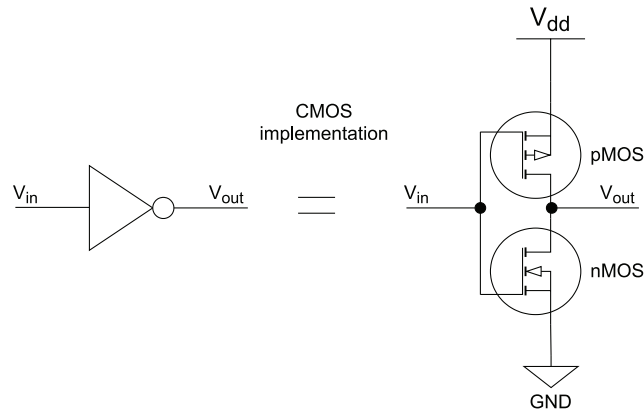 V_dd
CMOS
implementation
pMOS
V_in
V_out
V_in
V_out
nMOS
GND